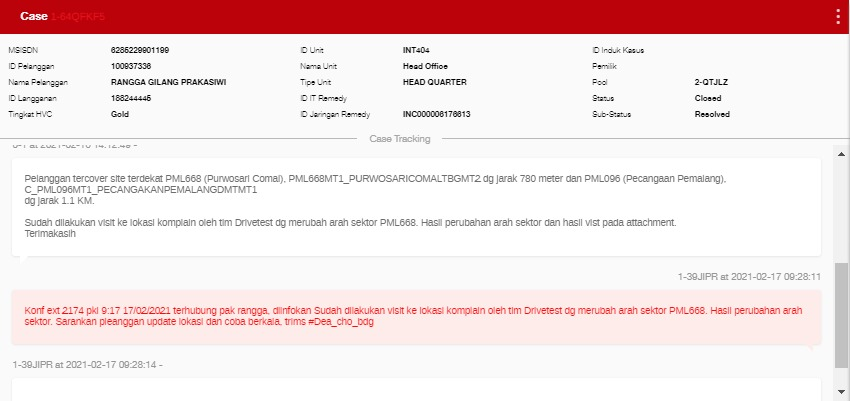 Case 1-64QFKF5
MSISDN 6285229901199 ID Unit INT404 ID Induk Kasus
ID Pelanggan 100937336 Nama Unit Head Office Pemilik
Nama Pelanggan RANGGA GILANG PRAKASIWI Tipe Unit HEAD QUARTER Pool 2-QTJLZ
ID Langganan 188244445 ID IT Remedy Status Closed
Tingkat HVC Gold ID Jaringan Remedy INC000006176613 Sub-Status Resolved
Case Tracking
at 2021-02-16 14:12:49 -
Pelanggan tercover site terdekat PML668 (Purwosari Comal), PML668MT1_PURWOSARICOMALTBGMT2 dg jarak 780 meter dan PML096 (Pecangaan Pemalang),
C_PML096MT1_PECANGAKANPEMALANGDMTMT1
dg jarak 1.1 KM.
Sudah dilakukan visit ke lokasi komplain oleh tim Drivetest dg merubah arah sektor PML668. Hasil perubahan arah sektor dan hasil vist pada attachment.
Terimakasih
1-39JIPR at 2021-02-17 09:28:11
Konf ext 2174 pkl 9:17 17/02/2021 terhubung pak rangga, diinfokan Sudah dilakukan visit ke lokasi komplain oleh tim Drivetest dg merubah arah sektor PML668. Hasil perubahan arah
sektor. Sarankan pleanggan update lokasi dan coba berkala, trims #Dea_cho_bdg
1-39JIPR at 2021-02-17 09:28:14 -